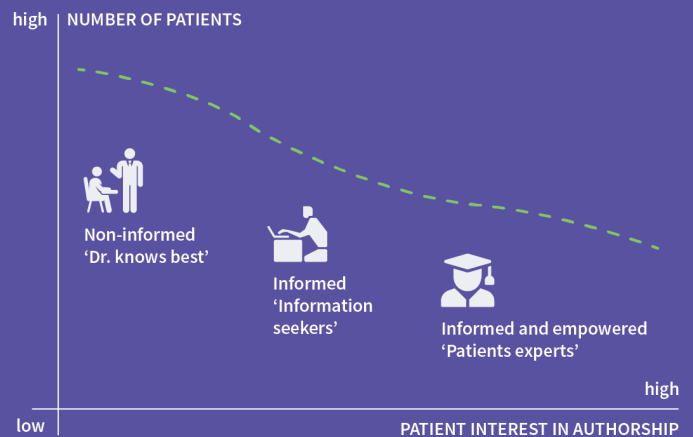 high
NUMBER OF PATIENTS
Non-informed
‘Dr. knows best’
Informed
‘Information
seekers’
Informed and empowered
‘Patients experts’
high
low
PATIENT INTEREST IN AUTHORSHIP